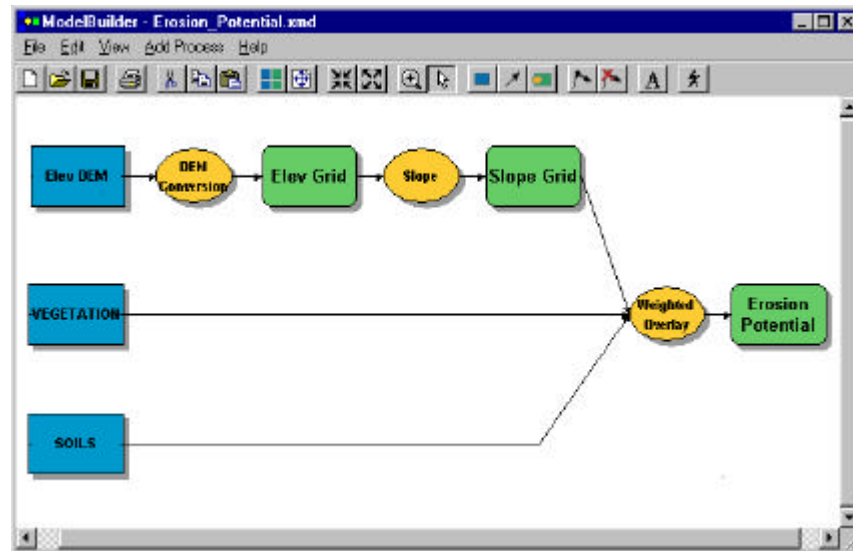 ModelBuilder - Erosion_Potential.xmd
File Edit View Add Process Help
A
Elev DEM
DEM
Conversion
Elev Grid
Slope
Slope Grid
VEGETATION
Weighted
Overlay
Erosion
Potential
SOILS